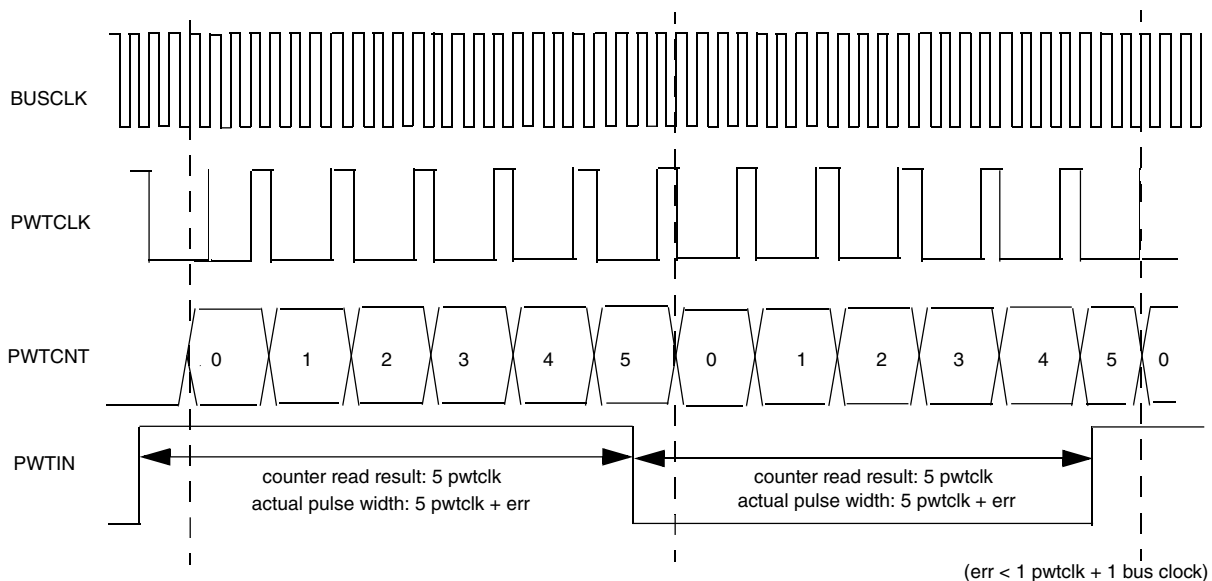 BUSCLK
PWTCLK
PWTCNT
0 1 2 3 4 5 0 1 2 3 4 5 0
PWTIN
counter read result: 5 pwtclk
actual pulse width: 5 pwtclk + err
counter read result: 5 pwtclk
actual pulse width: 5 pwtclk + err
(err < 1 pwtclk + 1 bus clock)